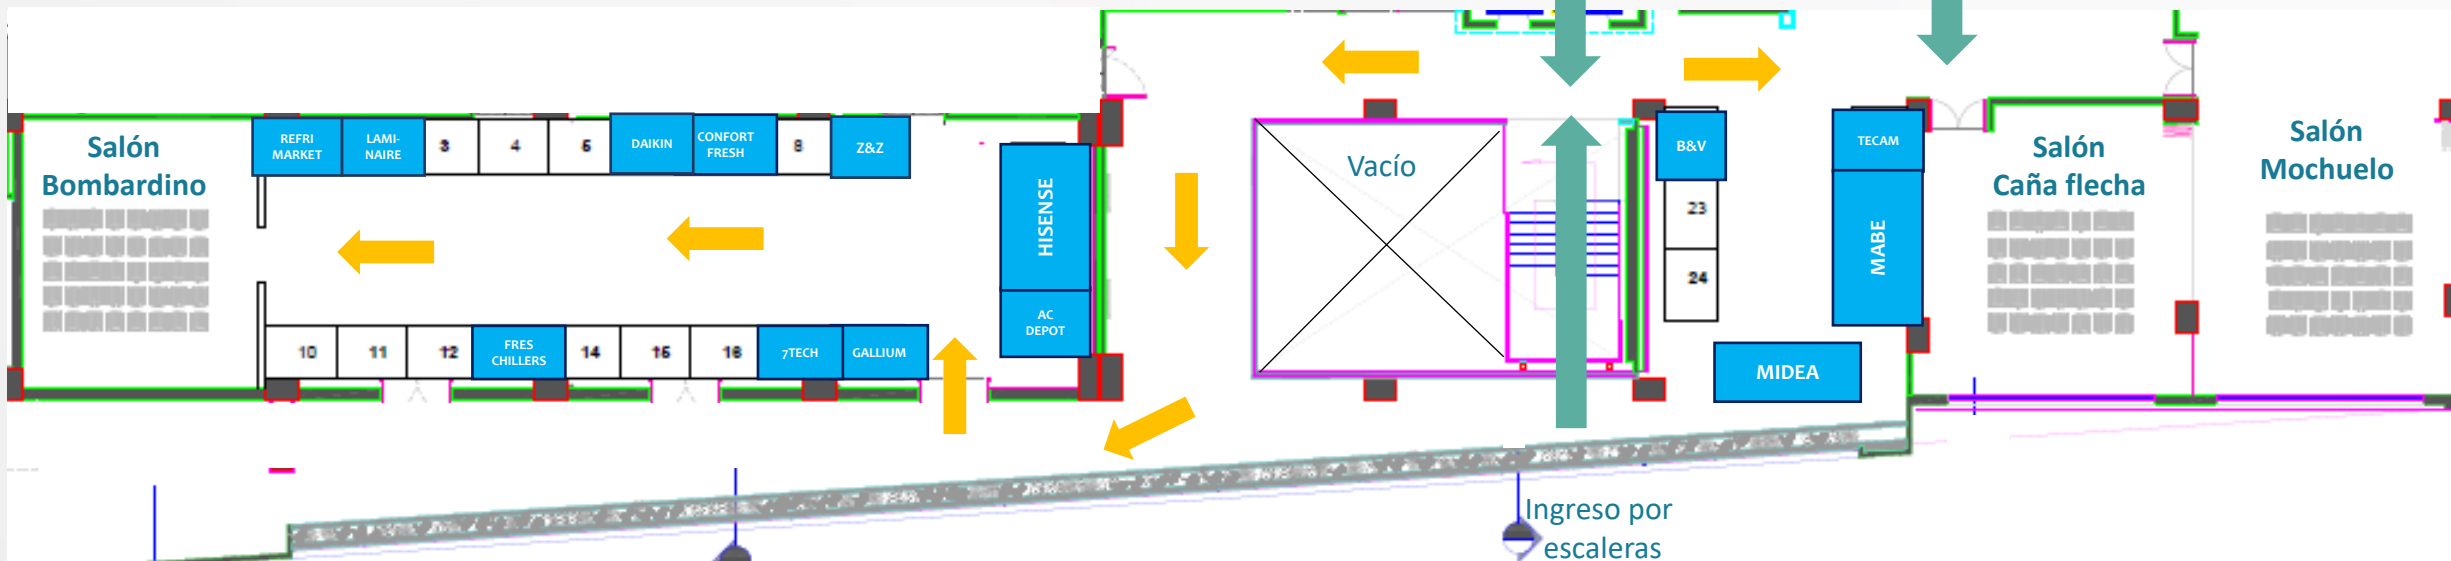 Salón
Bombardino
REFRI
MARKET
LAMI-
NAIRE
3
4
5
DAIKIN
CONFORT
FRESH
8
Z&Z
HISENSE
AC
DEPOT
10
11
12
FRES
CHILLERS
14
15
16
7TECH
GALLIUM
Vacío
B&V
23
24
TECAM
MABE
MIDEA
Salón
Caña flecha
Salón
Mochuelo
Ingreso por
escaleras